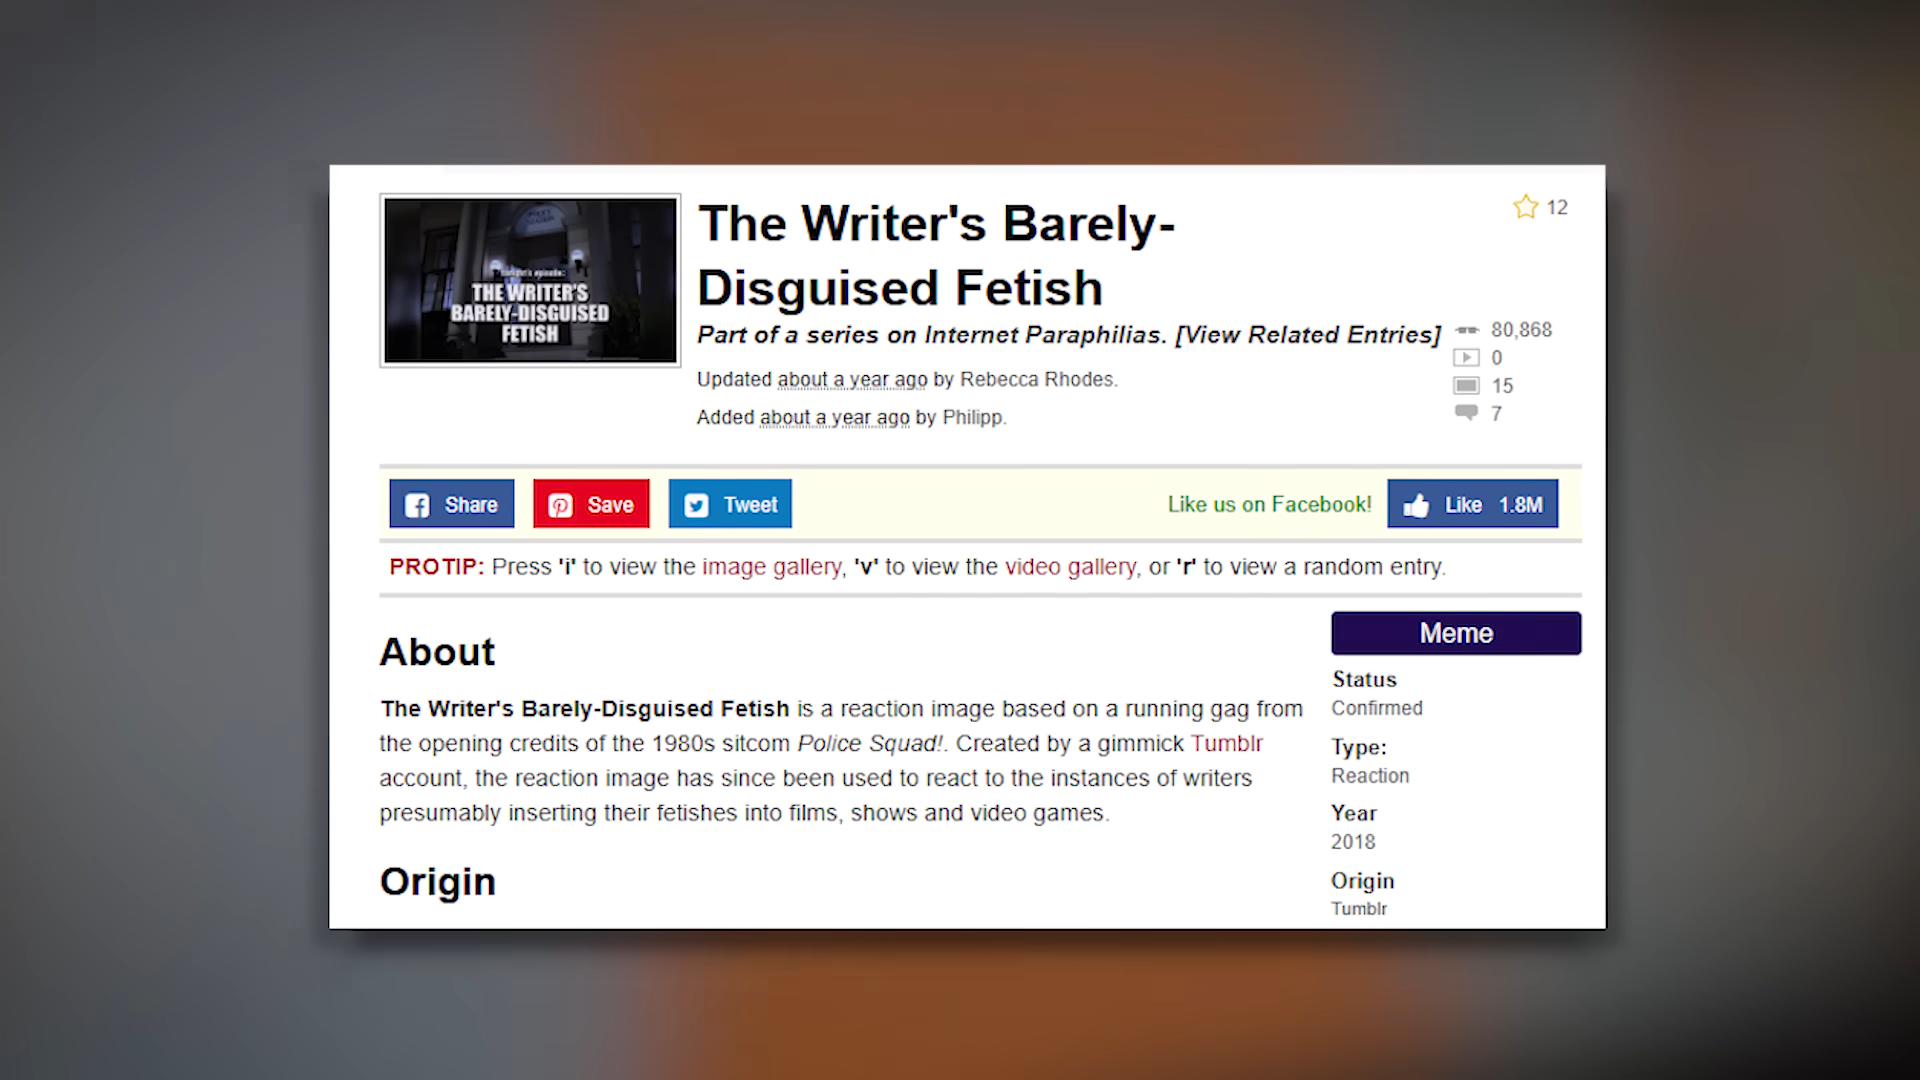 The Writer's Barely-
Disguised Fetish
12
tonight's episode:
THE WRITER'S
BARELY-DISGUISED
FETISH
Part of a series on Internet Paraphilias. [View Related Entries]
80,868
0
15
7
Updated about a year ago by Rebecca Rhodes.
Added about a year ago by Philipp.
Share
Save
Tweet
Like us on Facebook!
Like 1.8M
PROTIP: Press 'i' to view the image gallery, 'v' to view the video gallery, or 'r' to view a random entry.
About
The Writer's Barely-Disguised Fetish is a reaction image based on a running gag from
the opening credits of the 1980s sitcom Police Squad!. Created by a gimmick Tumblr
account, the reaction image has since been used to react to the instances of writers
presumably inserting their fetishes into films, shows and video games.
Origin
Meme
Status
Confirmed
Type:
Reaction
Year
2018
Origin
Tumblr